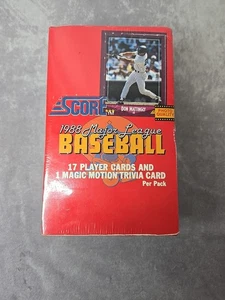 DON MATTINGLY
SCORE
1988 Major League
BASEBALL
17 PLAYER CARDS AND
1 MAGIC MOTION TRIVIA CARD
Per Pack